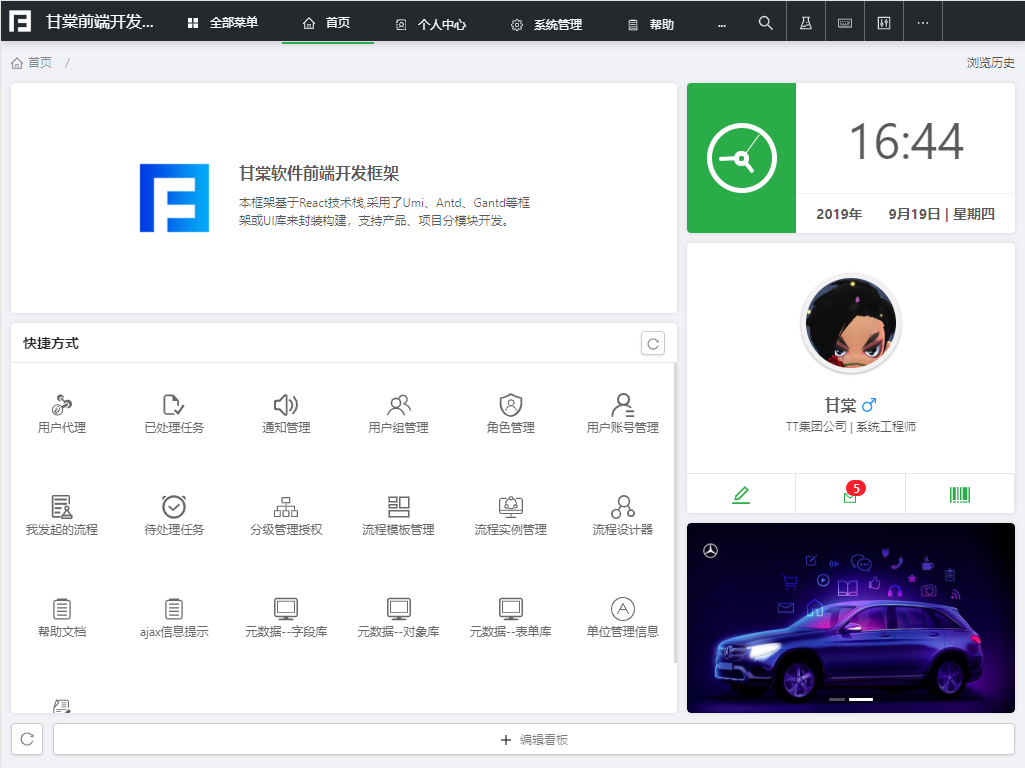 甘棠前端开发...
全部菜单
首页
个人中心
系统管理
帮助
...
首页 /
浏览历史
甘棠软件前端开发框架
本框架基于React技术栈,采用了Umi、Antd、Gantd等框
架或UI库来封装构建，支持产品、项目分模块开发。
16:44
2019年 9月19日 | 星期四
快捷方式
用户代理
已处理任务
通知管理
用户组管理
角色管理
用户账号管理
我发起的流程
待处理任务
分级管理授权
流程模板管理
流程实例管理
流程设计器
帮助文档
ajax信息提示
元数据--字段库
元数据--对象库
元数据--表单库
单位管理信息
甘棠
TT集团公司 | 系统工程师
5
编辑看板